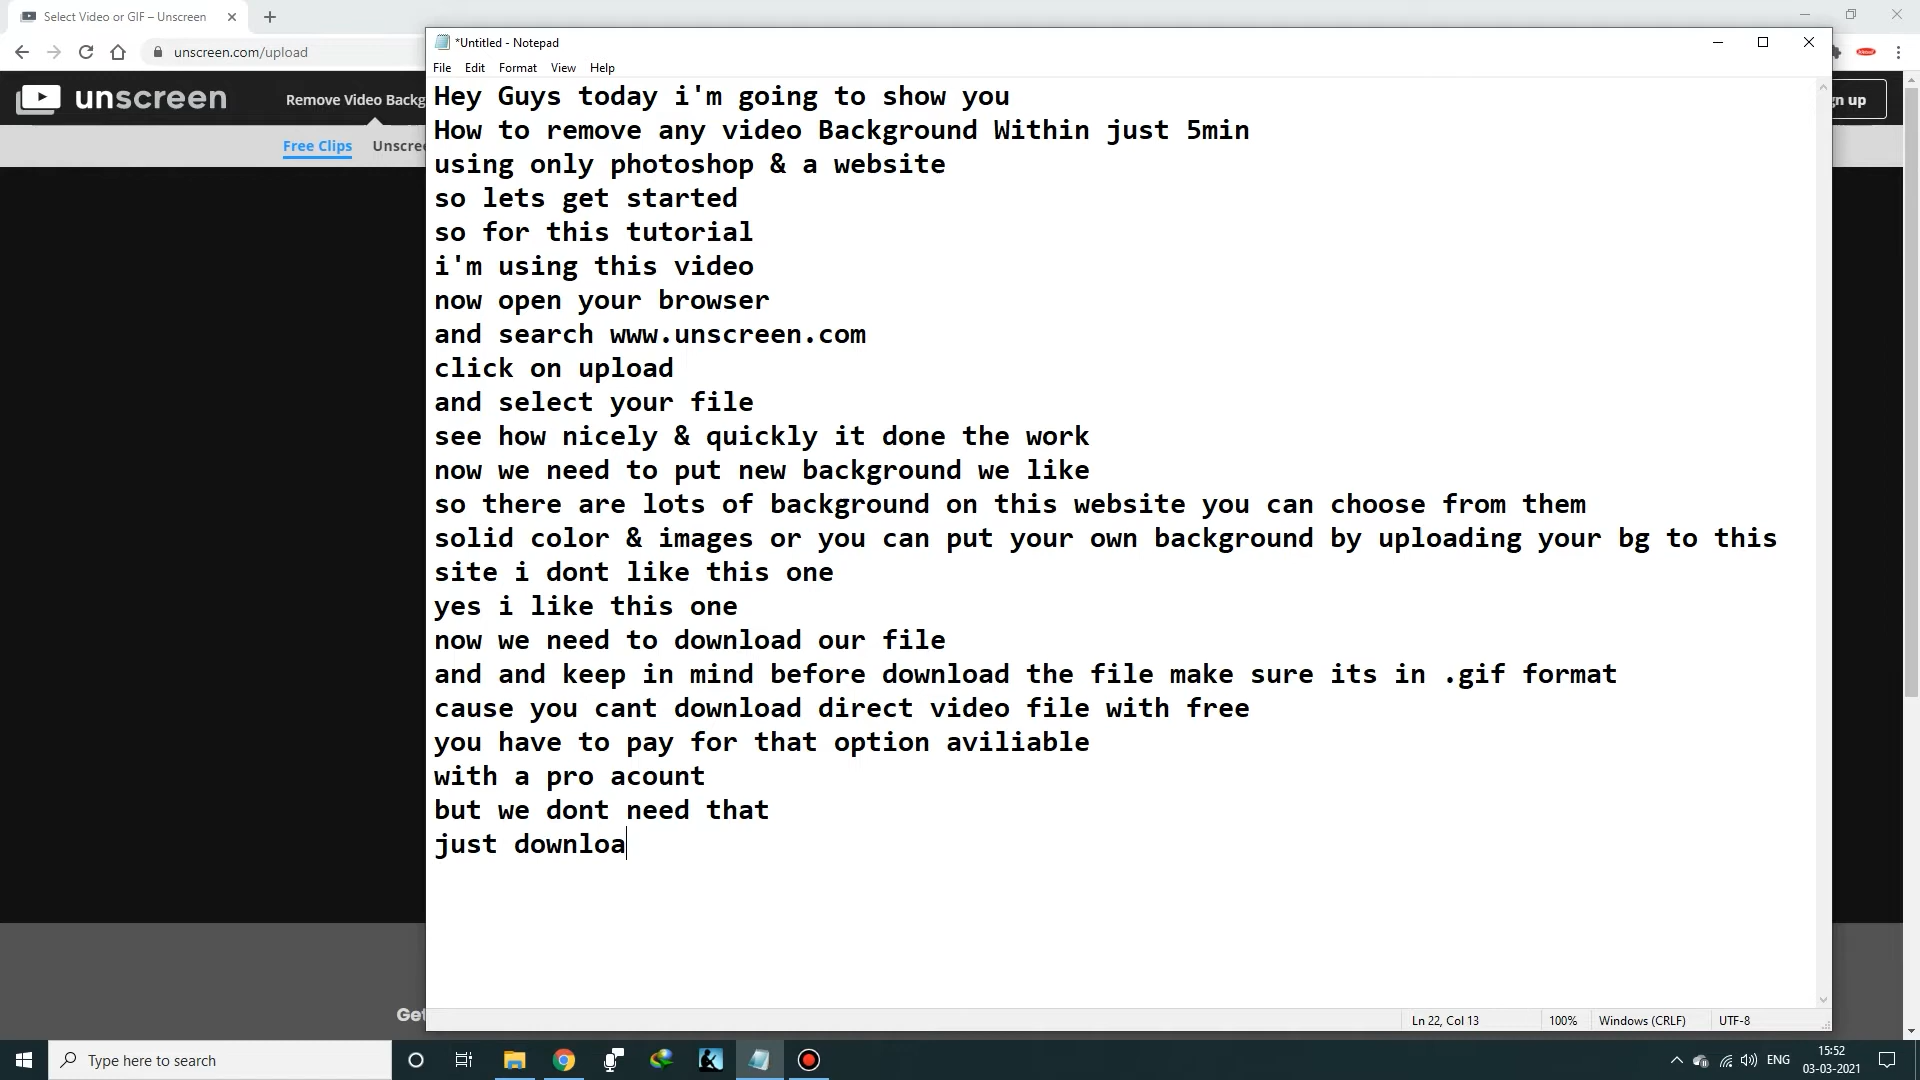 Select Video or GIF – Unscreen
unscreen.com/upload
unscreen
Remove Video Backg
gn up
Free Clips
Unscree
*Untitled - Notepad
File Edit Format View Help
Hey Guys today i'm going to show you
How to remove any video Background Within just 5min
using only photoshop & a website
so lets get started
so for this tutorial
i'm using this video
now open your browser
and search www.unscreen.com
click on upload
and select your file
see how nicely & quickly it done the work
now we need to put new background we like
so there are lots of background on this website you can choose from them
solid color & images or you can put your own background by uploading your bg to this
site i dont like this one
yes i like this one
now we need to download our file
and and keep in mind before download the file make sure its in .gif format
cause you cant download direct video file with free
you have to pay for that option aviliable
with a pro acount
but we dont need that
just downloa
Get
Ln 22, Col 13
100%
Windows (CRLF)
UTF-8
Type here to search
ENG
15:52
03-03-2021